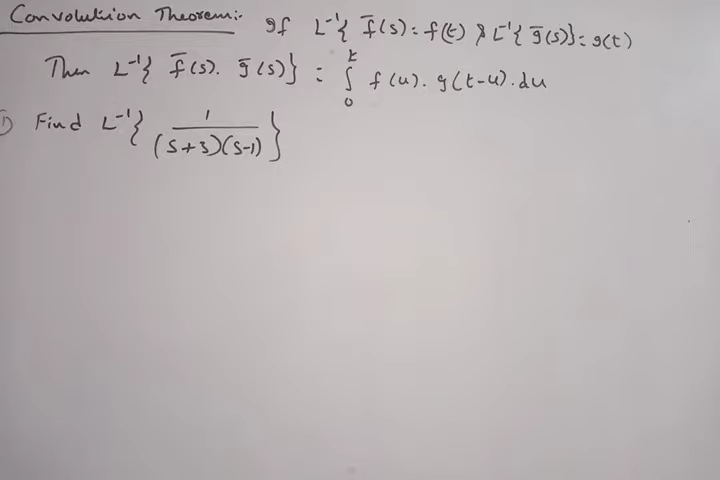 Convolution Theorem:- If L⁻¹{ f̄(s) = f(t) & L⁻¹{ ḡ(s)} = g(t)
Then L⁻¹{ f̄(s). ḡ(s)} = ∫₀ᵗ f(u). g(t-u).du
1) Find L⁻¹{ 1/((s+3)(s-1)) }